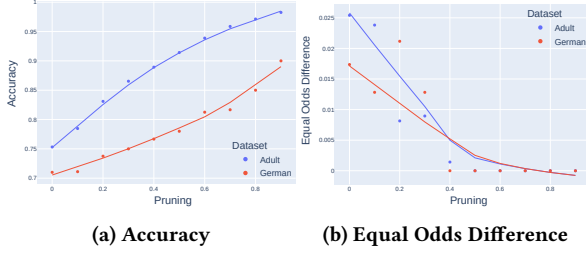 1
0.95
0.9
0.85
0.8
0.75
0.7
Accuracy
0 0.2 0.4 0.6 0.8
Pruning
Dataset
Adult
German
(a) Accuracy
0.025
0.02
0.015
0.01
0.005
0
Equal Odds Difference
0 0.2 0.4 0.6 0.8
Pruning
Dataset
Adult
German
(b) Equal Odds Difference